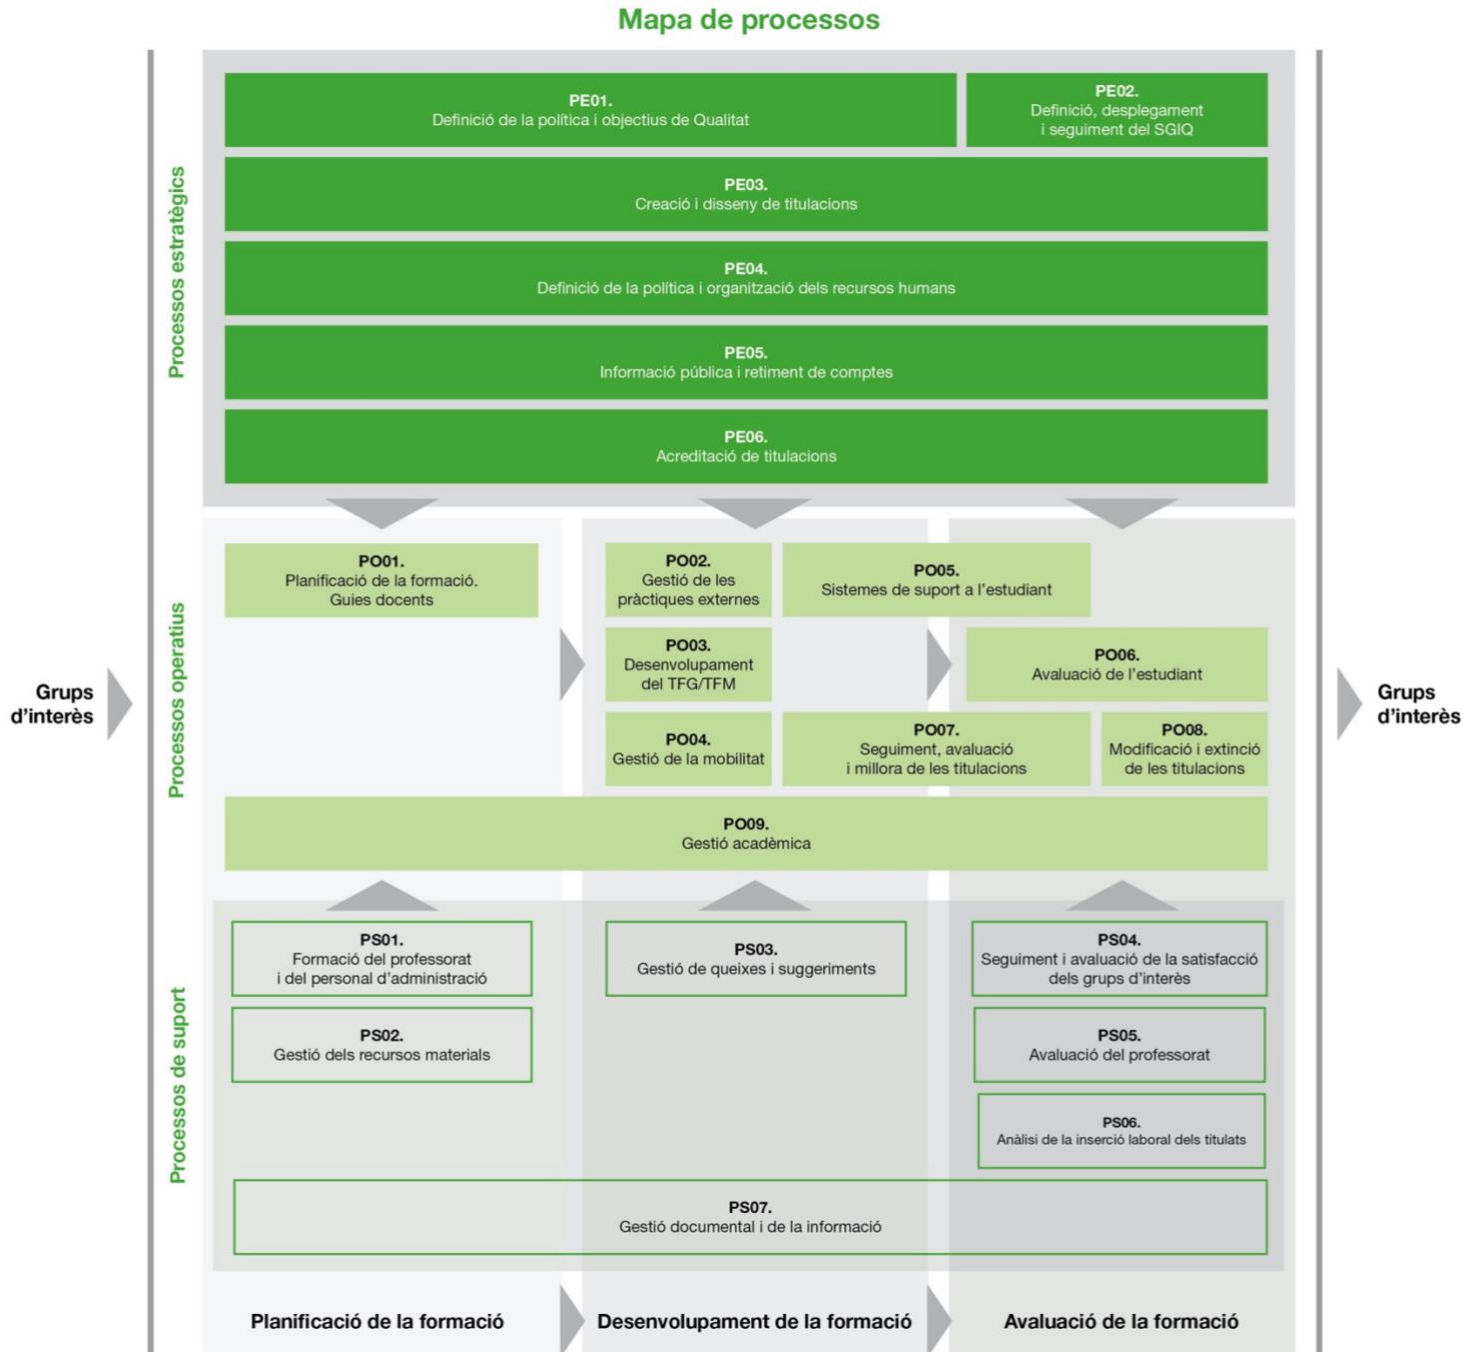 Mapa de processos
Processos estratègics
PE01.
Definició de la política i objectius de Qualitat
PE02.
Definició, desplegament
i seguiment del SGIQ
PE03.
Creació i disseny de titulacions
PE04.
Definició de la política i organització dels recursos humans
PE05.
Informació pública i retiment de comptes
PE06.
Acreditació de titulacions
Grups
d’interès
Processos operatius
PO01.
Planificació de la formació.
Guies docents
PO02.
Gestió de les
pràctiques externes
PO05.
Sistemes de suport a l’estudiant
PO03.
Desenvolupament
del TFG/TFM
PO06.
Avaluació de l’estudiant
PO04.
Gestió de la mobilitat
PO07.
Seguiment, avaluació
i millora de les titulacions
PO08.
Modificació i extinció
de les titulacions
PO09.
Gestió acadèmica
Grups
d’interès
Processos de suport
PS01.
Formació del professorat
i del personal d’administració
PS03.
Gestió de queixes i suggeriments
PS04.
Seguiment i avaluació de la satisfacció
dels grups d’interès
PS02.
Gestió dels recursos materials
PS05.
Avaluació del professorat
PS06.
Anàlisi de la inserció laboral dels titulats
PS07.
Gestió documental i de la informació
Planificació de la formació
Desenvolupament de la formació
Avaluació de la formació